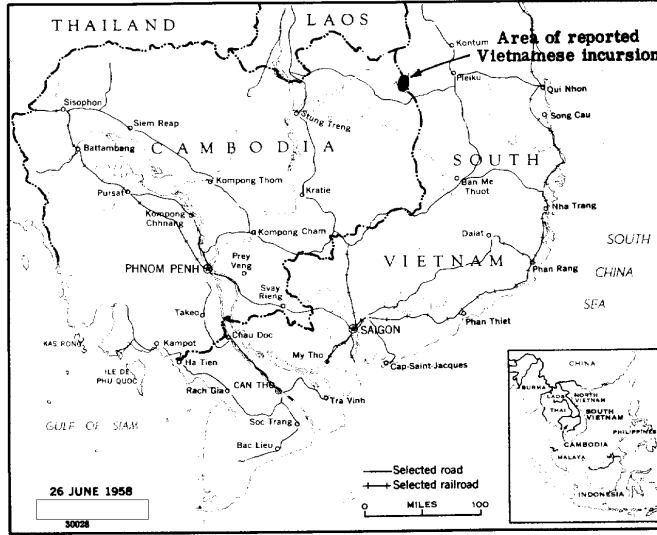 THAILAND
LAOS
Kontum
Area of reported
Vietnamese incursion
Pleiku
Qui Nhon
Sisophon
Siem Reap
Stung Treng
Song Cau
Battambang
CAMBODIA
SOUTH
Pursat
Kompong Thom
Kratie
Ban Me
Thuot
Kompong
Chhnang
Kompong Cham
Nha Trang
Dalat
SOUTH
PHNOM PENH
Prey
Veng
VIETNAM
Phan Rang
CHINA
Svay
Rieng
SEA
Takeo
Phan Thiet
SAIGON
KAS RONG
Kampot
Chau Doc
My Tho
Cap-Saint-Jacques
Ha Tien
ILE DE
PHU QUOC
Rach Gia
CAN THO
Tra Vinh
GULF OF SIAM
Soc Trang
Bac Lieu
CHINA
BURMA
LAOS
NORTH
VIETNAM
THAI.
SOUTH
VIETNAM
PHILIPPINES
CAMBODIA
MALAYA
INDONESIA
Selected road
Selected railroad
26 JUNE 1958
0 MILES 100
30028